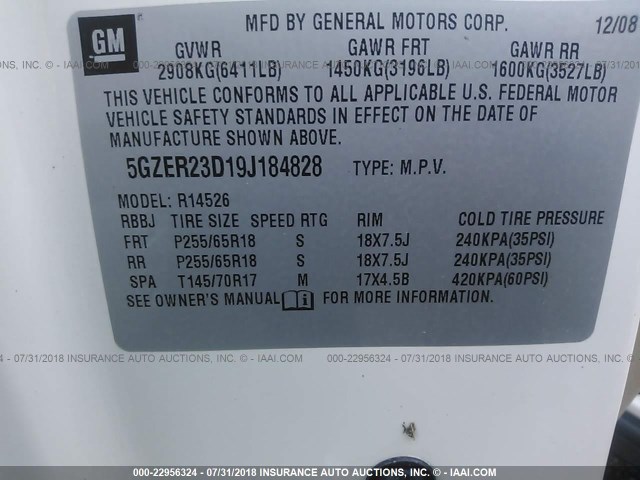 GM
MFD BY GENERAL MOTORS CORP. 12/08
GVWR GAWR FRT GAWR RR
2908KG(6411LB) 1450KG(3196LB) 1600KG(3527LB)
THIS VEHICLE CONFORMS TO ALL APPLICABLE U.S. FEDERAL MOTOR
VEHICLE SAFETY STANDARDS IN EFFECT ON THE DATE OF
MANUFACTURE SHOWN ABOVE.
5GZER23D19J184828 TYPE: M.P.V.
MODEL: R14526
RBBJ TIRE SIZE SPEED RTG RIM COLD TIRE PRESSURE
FRT P255/65R18 S 18X7.5J 240KPA(35PSI)
RR P255/65R18 S 18X7.5J 240KPA(35PSI)
SPA T145/70R17 M 17X4.5B 420KPA(60PSI)
SEE OWNER'S MANUAL i FOR MORE INFORMATION.
000-22956324 - 07/31/2018 INSURANCE AUTO AUCTIONS, INC. - © IAAI.COM